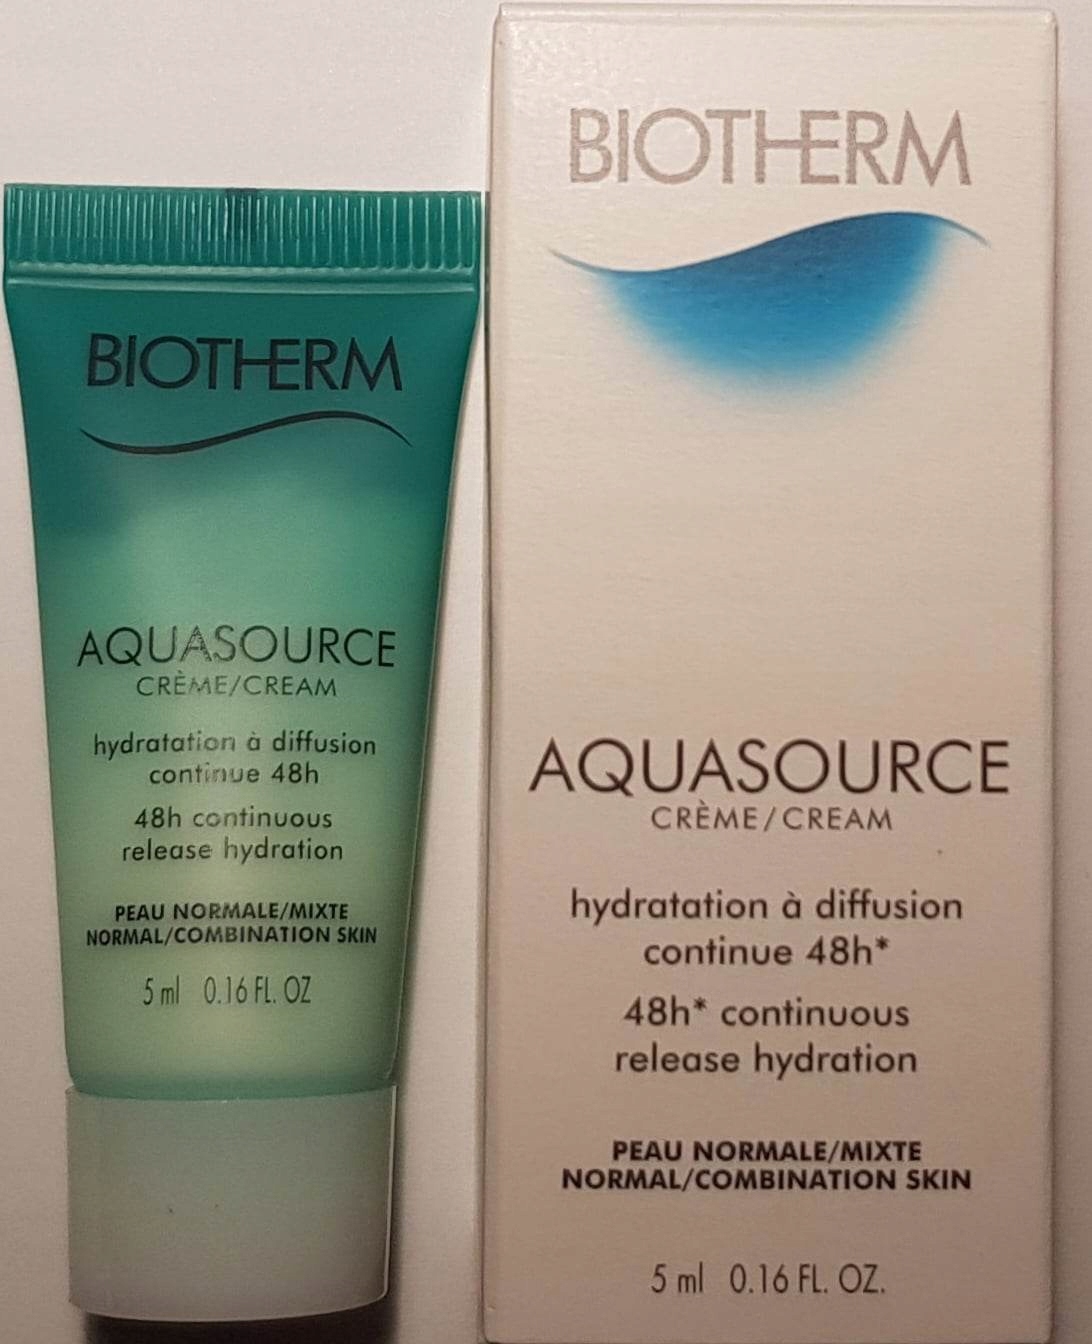 BIOTHERM
AQUASOURCE
CRÈME/CREAM
hydratation à diffusion
continue 48h
48h continuous
release hydration
PEAU NORMALE/MIXTE
NORMAL/COMBINATION SKIN
5 ml 0.16 FL. OZ
BIOTHERM
AQUASOURCE
CRÈME/CREAM
hydratation à diffusion
continue 48h*
48h* continuous
release hydration
PEAU NORMALE/MIXTE
NORMAL/COMBINATION SKIN
5 ml 0.16 FL. OZ.